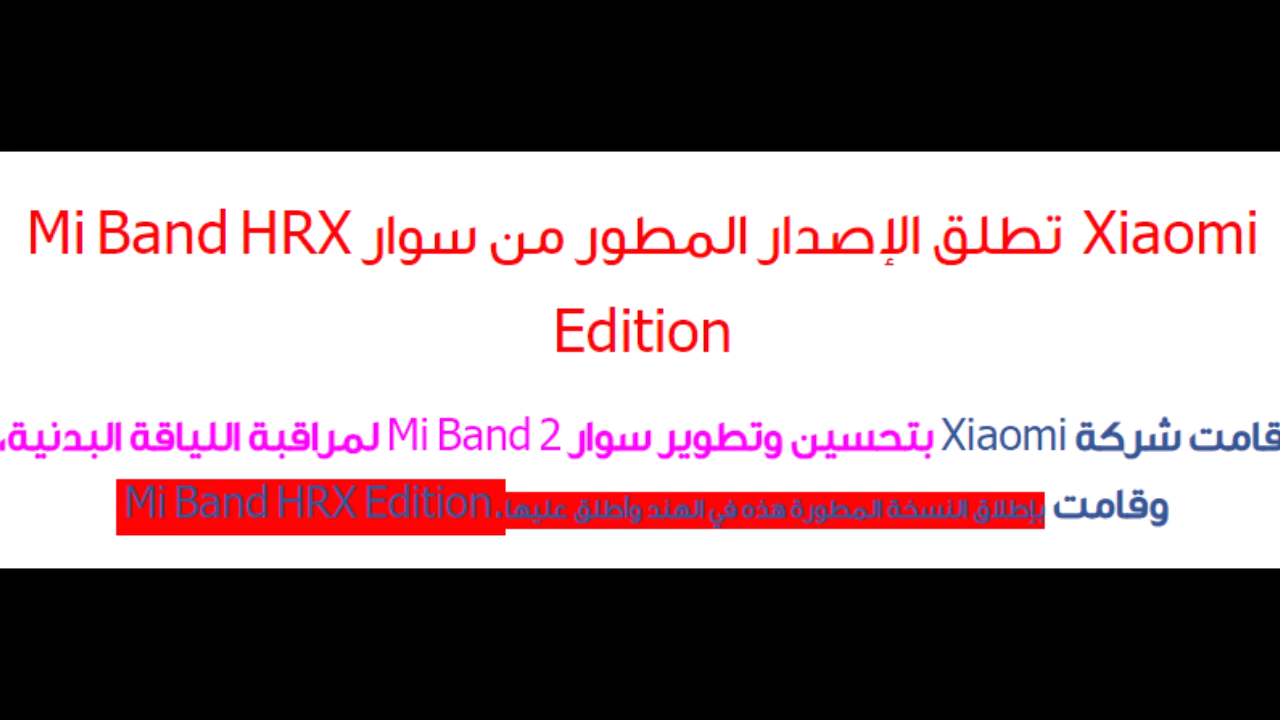 Xiaomi تطلق الإصدار المطور من سوار Mi Band HRX
Edition
قامت شركة Xiaomi بتحسين وتطوير سوار Mi Band 2 لمراقبة اللياقة البدنية،
وقامت بإطلاق النسخة المطورة هذه في الهند وأطلق عليها Mi Band HRX Edition.